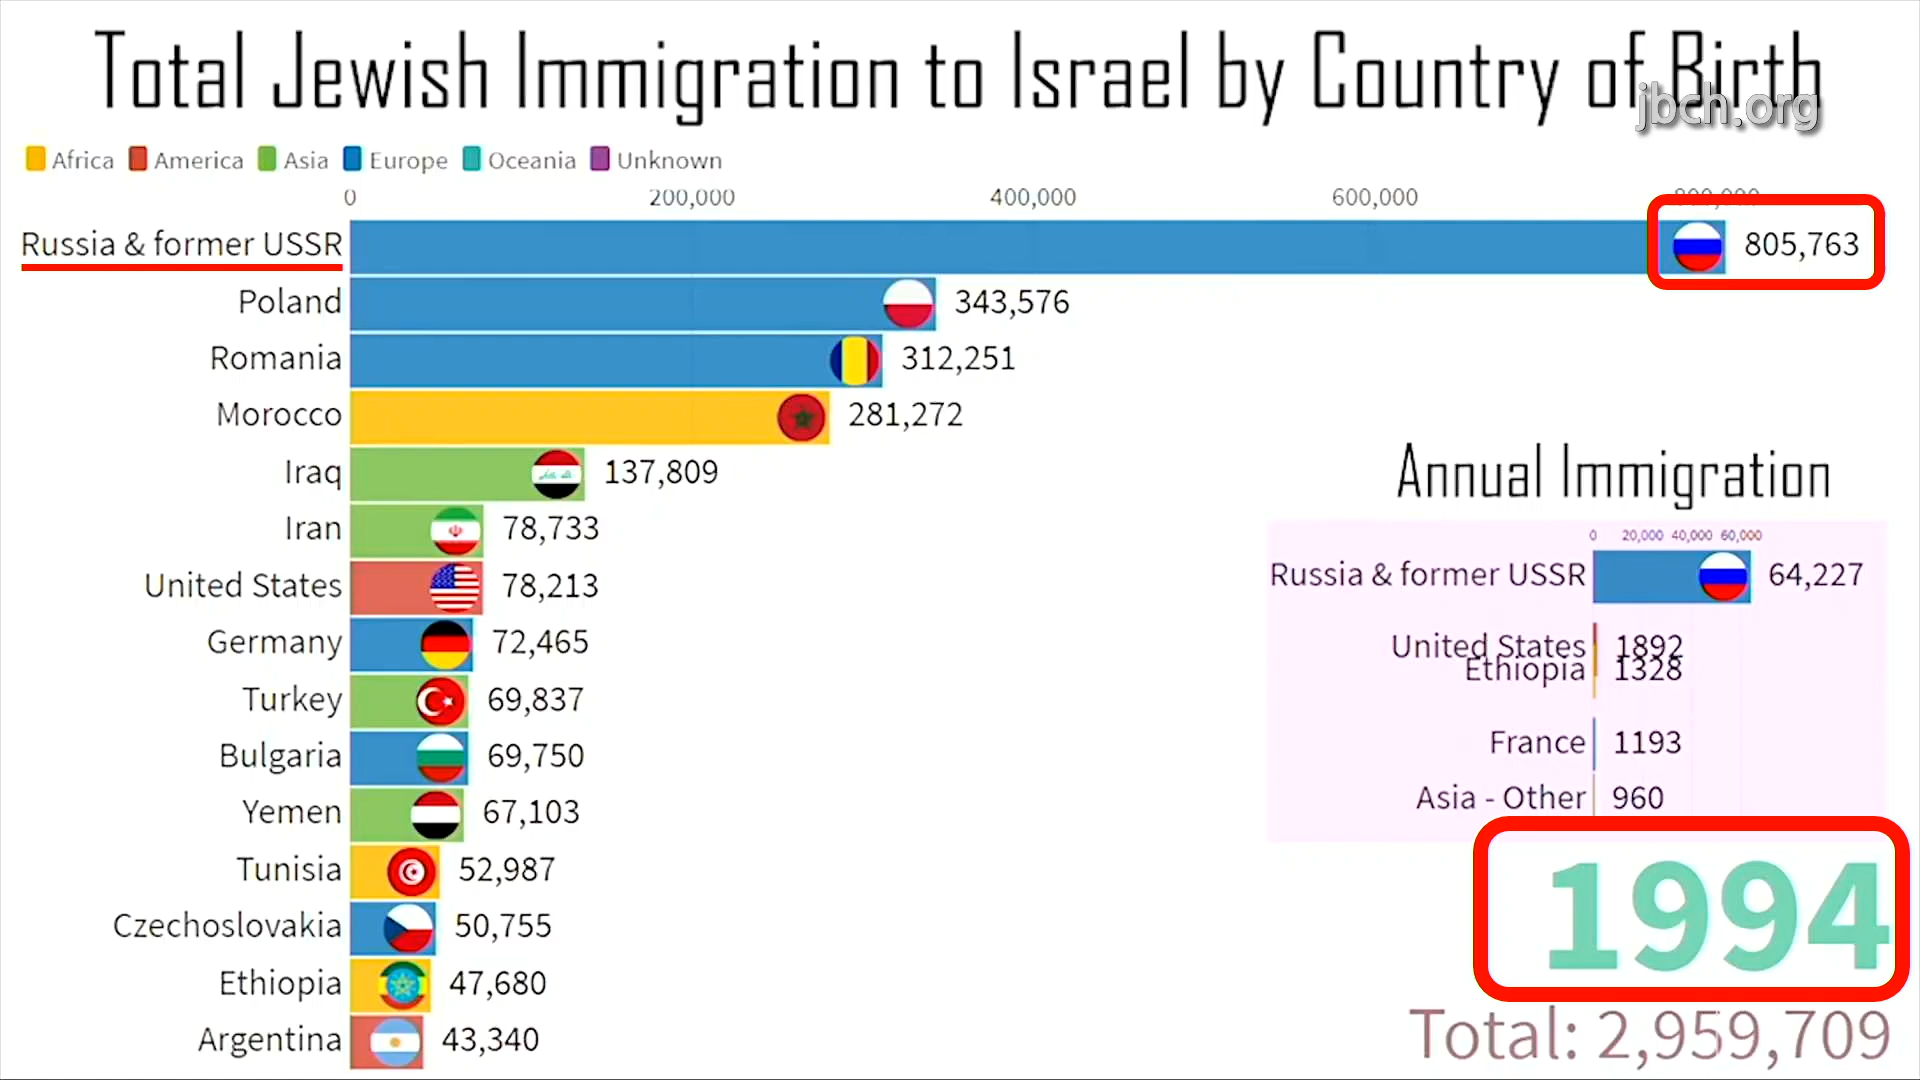 Total Jewish Immigration to Israel by Country of Birth
jbch.org
Africa America Asia Europe Oceania Unknown
0 200,000 400,000 600,000 800,000
Russia & former USSR 805,763
Poland 343,576
Romania 312,251
Morocco 281,272
Iraq 137,809
Iran 78,733
United States 78,213
Germany 72,465
Turkey 69,837
Bulgaria 69,750
Yemen 67,103
Tunisia 52,987
Czechoslovakia 50,755
Ethiopia 47,680
Argentina 43,340
Annual Immigration
0 20,000 40,000 60,000
Russia & former USSR 64,227
United States 1892
Ethiopia 1328
France 1193
Asia - Other 960
1994
Total: 2,959,709